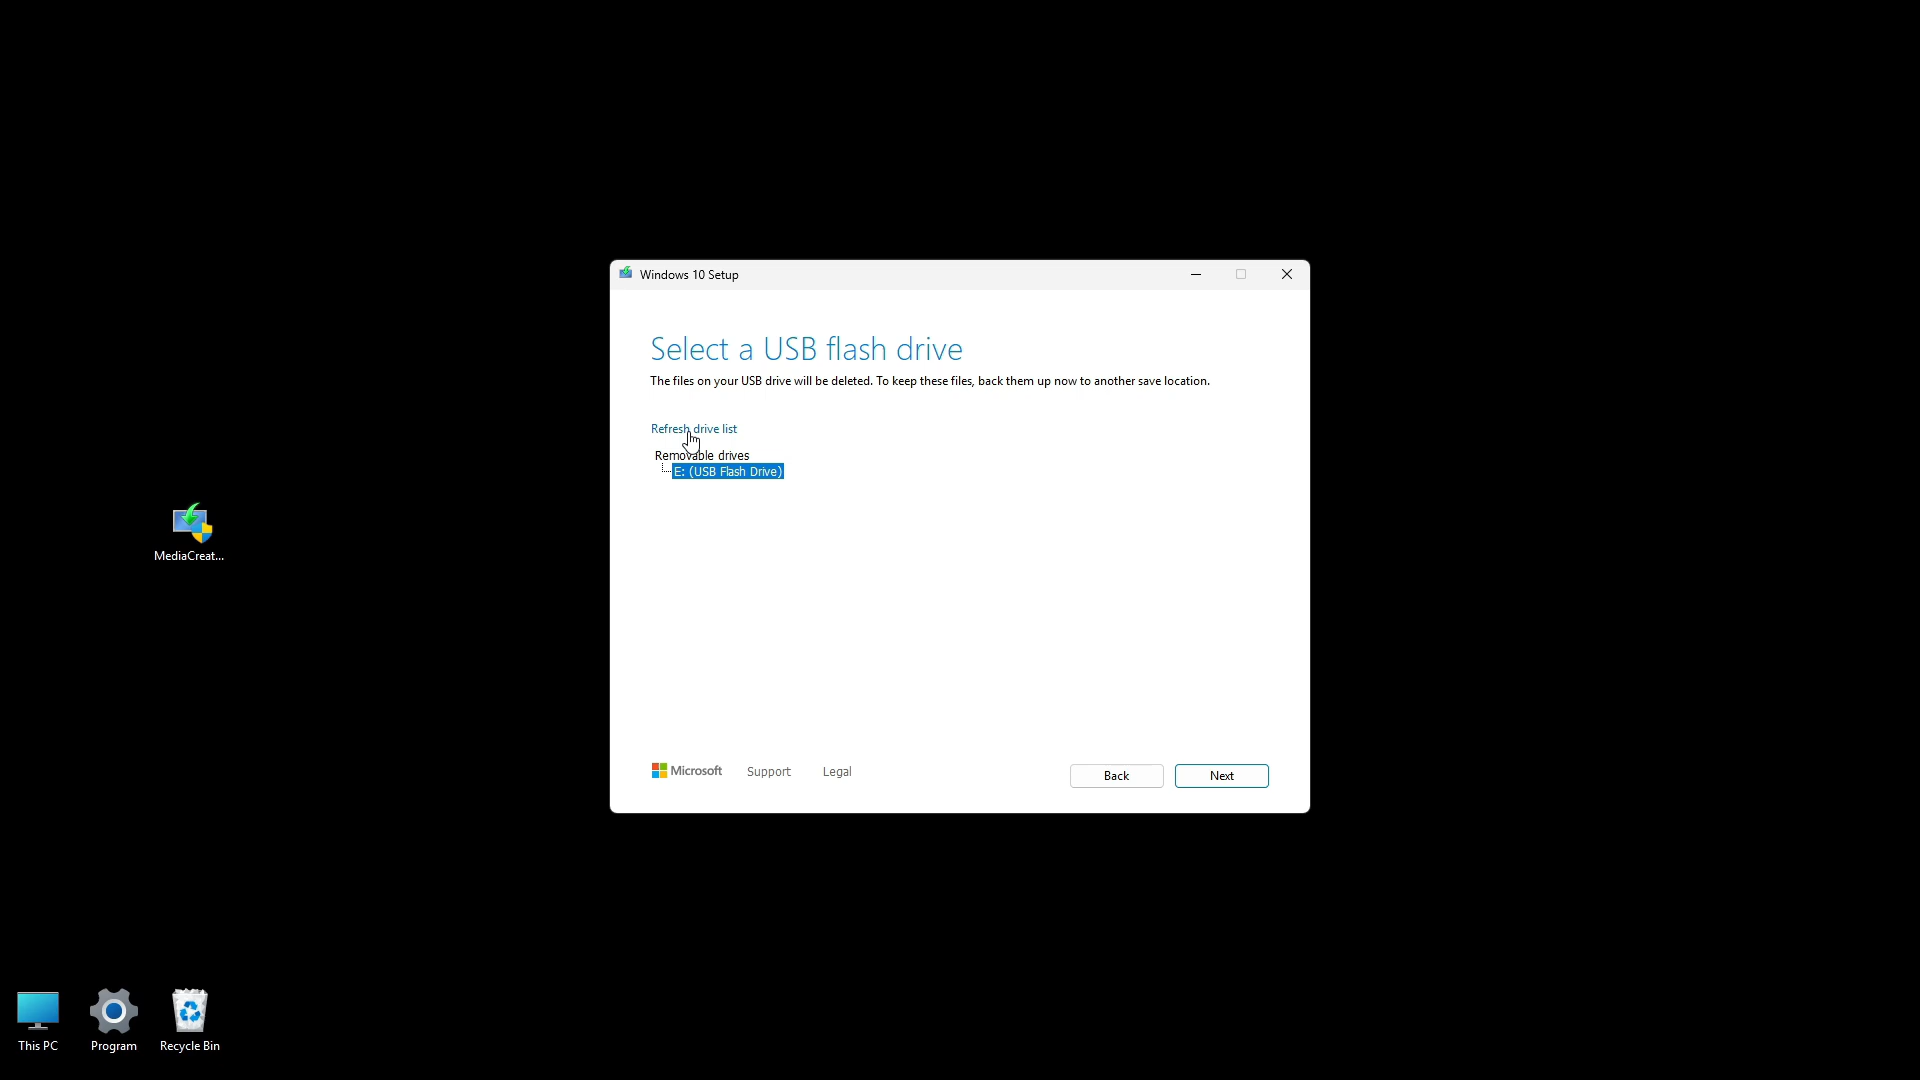 Windows 10 Setup
Select a USB flash drive
The files on your USB drive will be deleted. To keep these files, back them up now to another save location.
Refresh drive list
Removable drives
E: (USB Flash Drive)
MediaCreat...
Microsoft
Support
Legal
Back
Next
This PC
Program
Recycle Bin